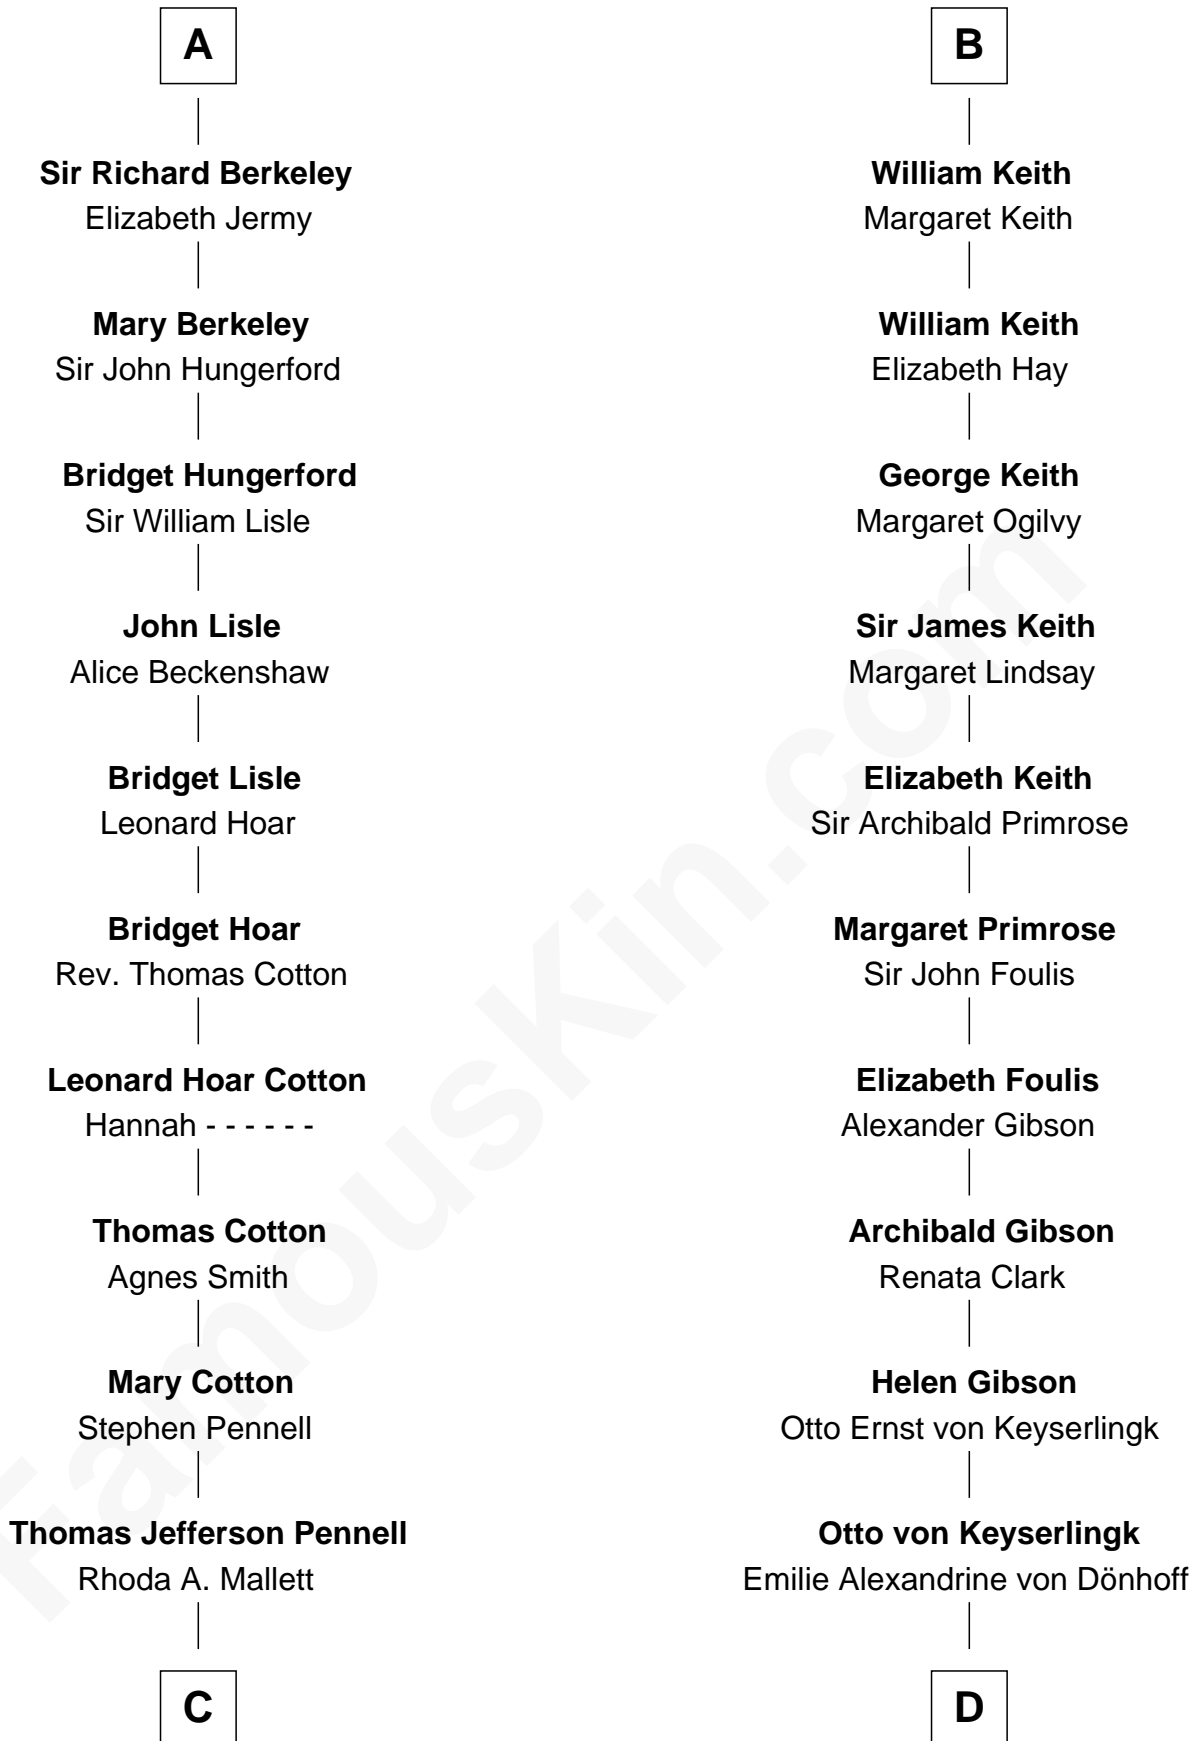 A
Sir Richard Berkeley
Elizabeth Jermy
Mary Berkeley
Sir John Hungerford
Bridget Hungerford
Sir William Lisle
John Lisle
Alice Beckenshaw
Bridget Lisle
Leonard Hoar
Bridget Hoar
Rev. Thomas Cotton
Leonard Hoar Cotton
Hannah - - - - - -
Thomas Cotton
Agnes Smith
Mary Cotton
Stephen Pennell
Thomas Jefferson Pennell
Rhoda A. Mallett
C
B
William Keith
Margaret Keith
William Keith
Elizabeth Hay
George Keith
Margaret Ogilvy
Sir James Keith
Margaret Lindsay
Elizabeth Keith
Sir Archibald Primrose
Margaret Primrose
Sir John Foulis
Elizabeth Foulis
Alexander Gibson
Archibald Gibson
Renata Clark
Helen Gibson
Otto Ernst von Keyserlingk
Otto von Keyserlingk
Emilie Alexandrine von Dönhoff
D
FamousKin.com